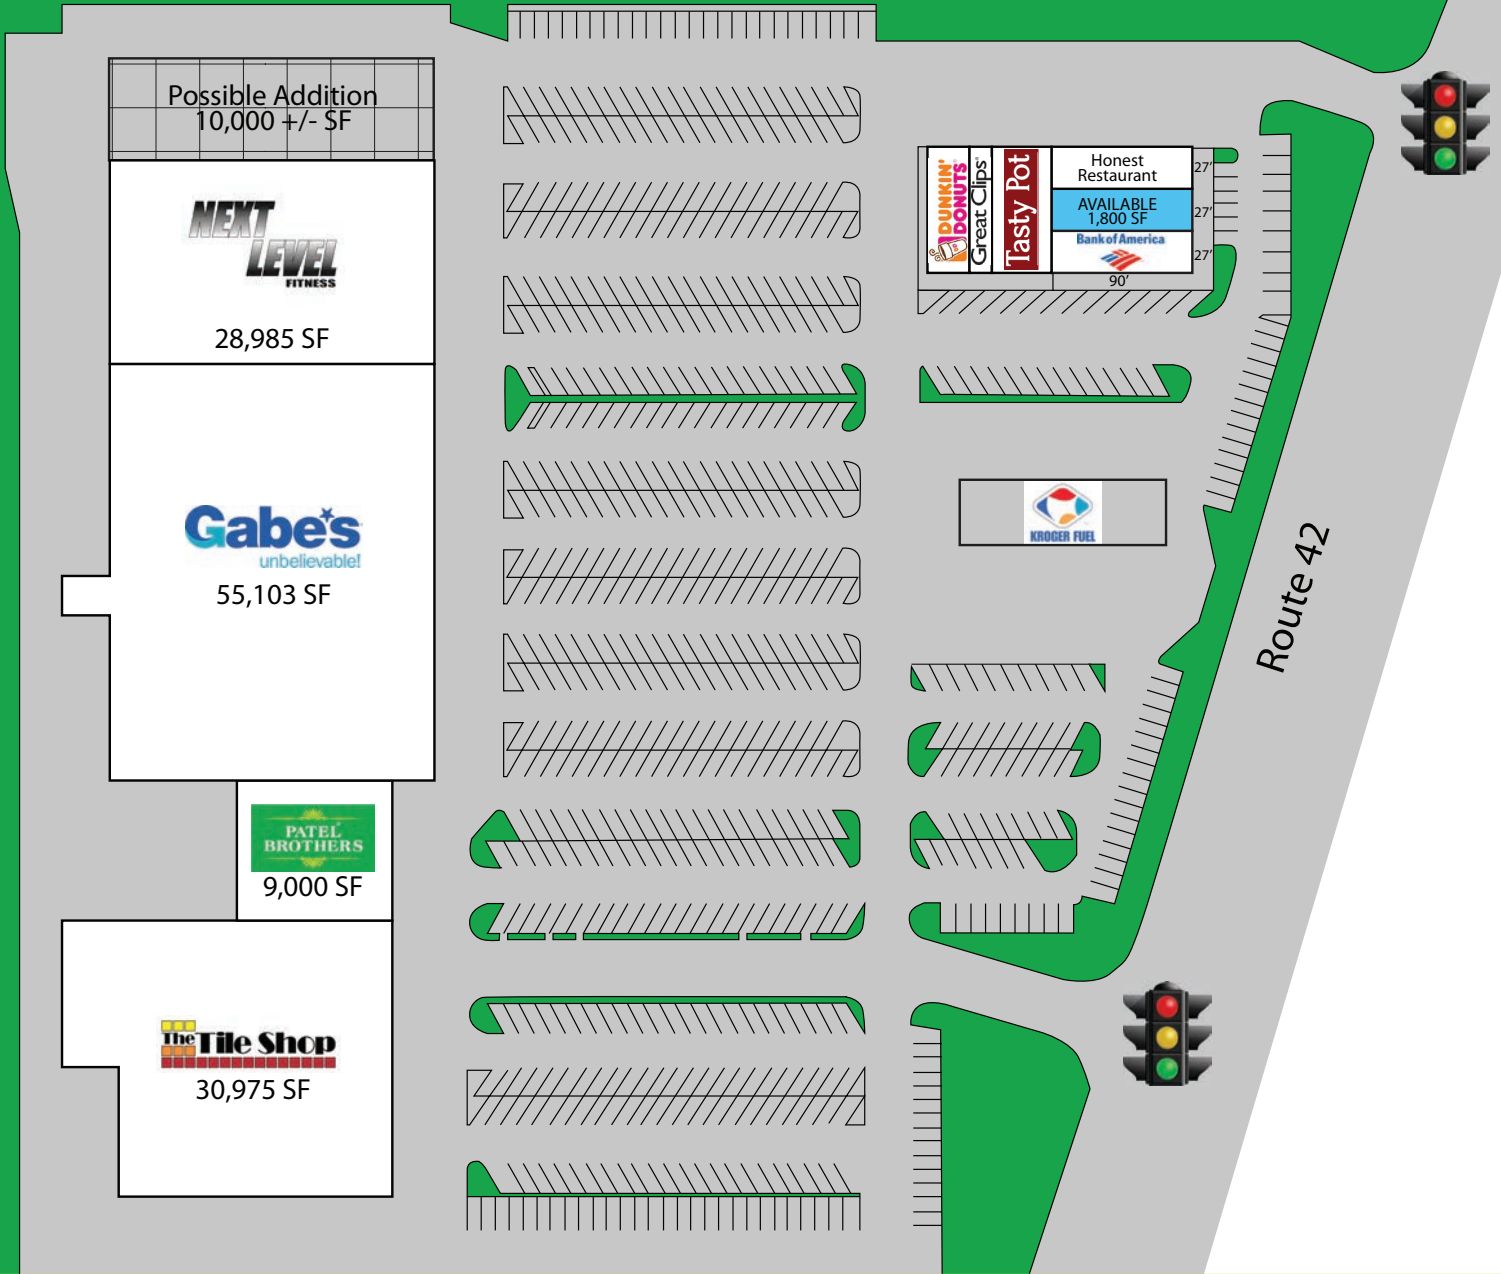 Possible Addition
10,000 +/- SF
NEXT
LEVEL
FITNESS
28,985 SF
Gabe's
unbelievable!
55,103 SF
PATEL
BROTHERS
9,000 SF
The Tile Shop
30,975 SF
DUNKIN'
DONUTS
Great Clips
Tasty Pot
Honest
Restaurant
27'
AVAILABLE
1,800 SF
27'
Bank of America
27'
90'
KROGER FUEL
Route 42